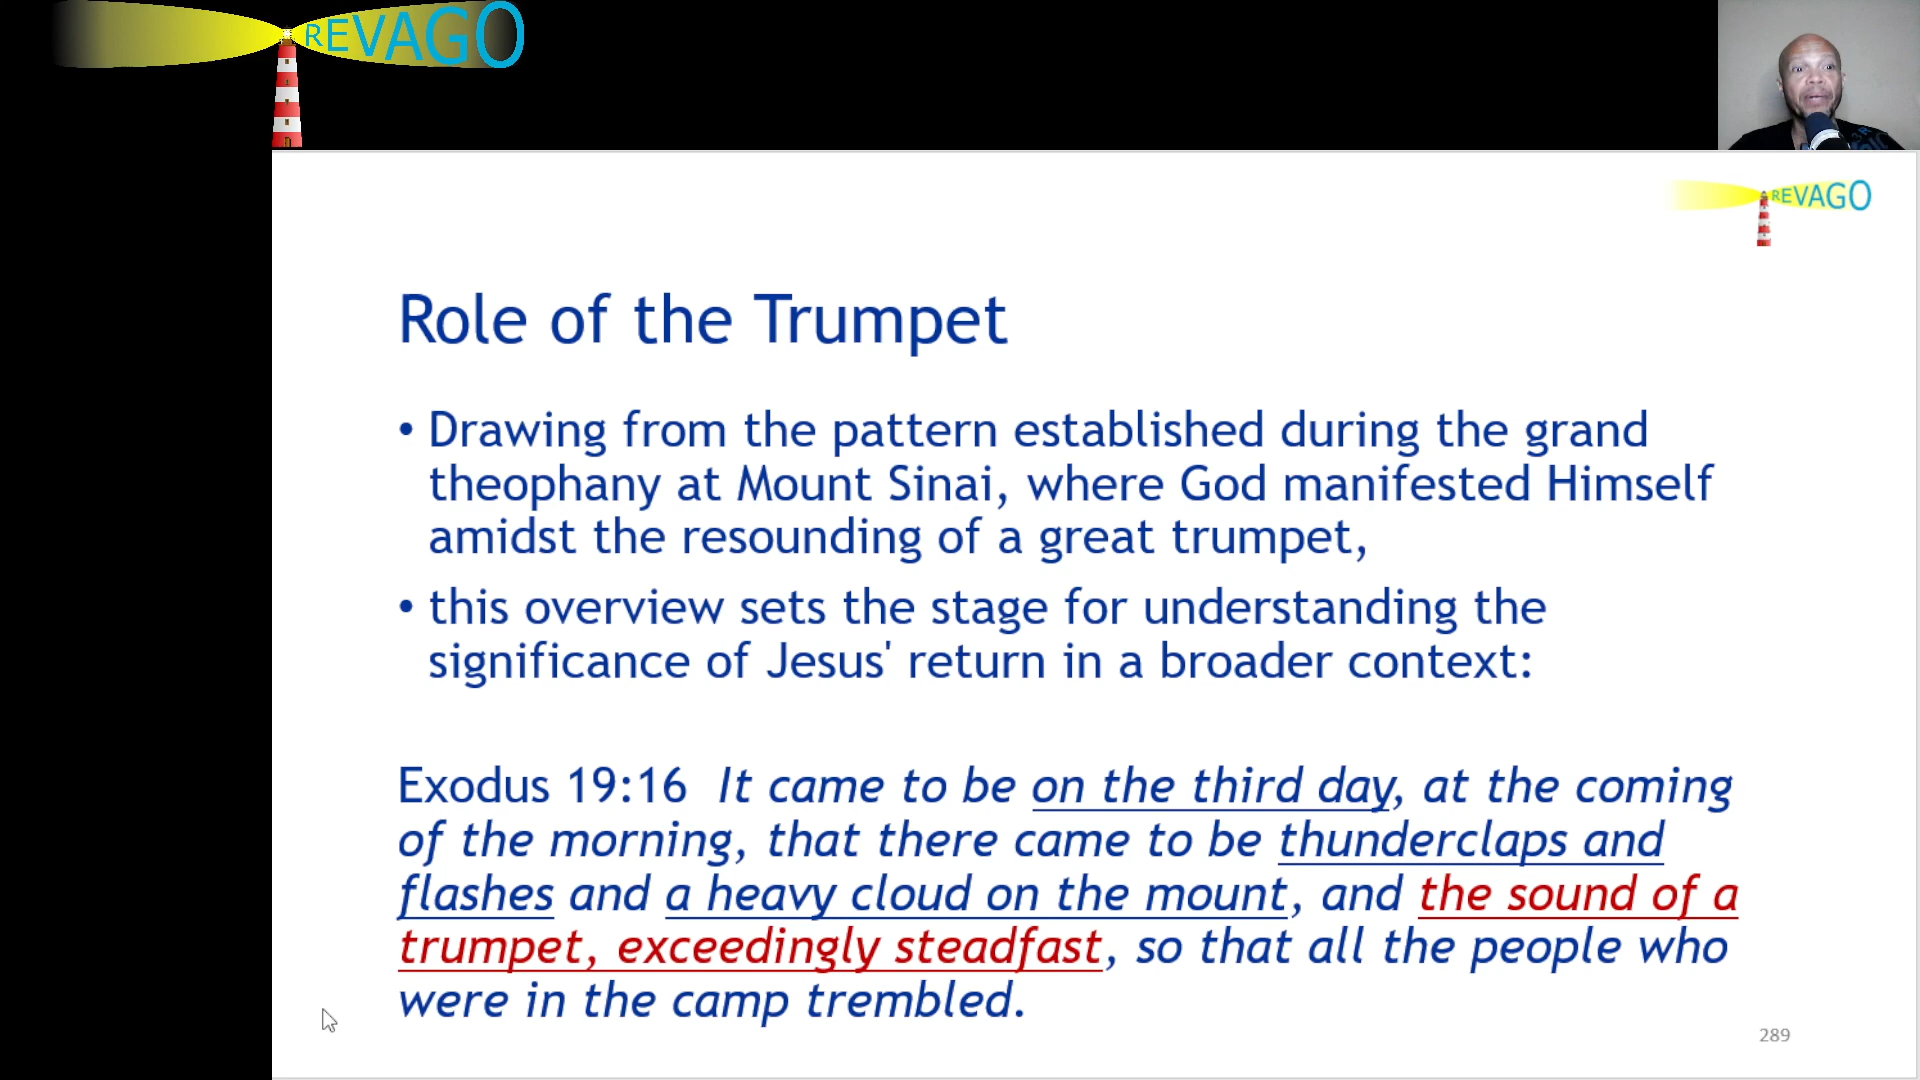 REVAGO
REVAGO
Role of the Trumpet
• Drawing from the pattern established during the grand
theophany at Mount Sinai, where God manifested Himself
amidst the resounding of a great trumpet,
• this overview sets the stage for understanding the
significance of Jesus' return in a broader context:
Exodus 19:16 It came to be on the third day, at the coming
of the morning, that there came to be thunderclaps and
flashes and a heavy cloud on the mount, and the sound of a
trumpet, exceedingly steadfast, so that all the people who
were in the camp trembled.
289